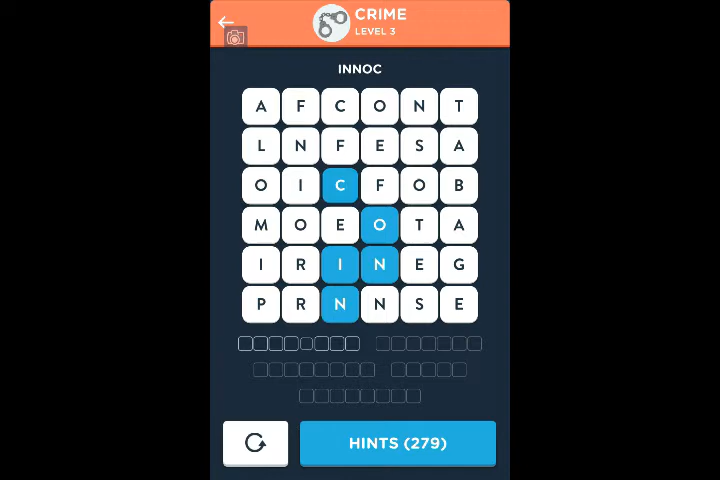 CRIME
LEVEL 3
INNOC
A F C O N T
L N F E S A
O I C F O B
M O E O T A
I R I N E G
P R N N S E
HINTS (279)